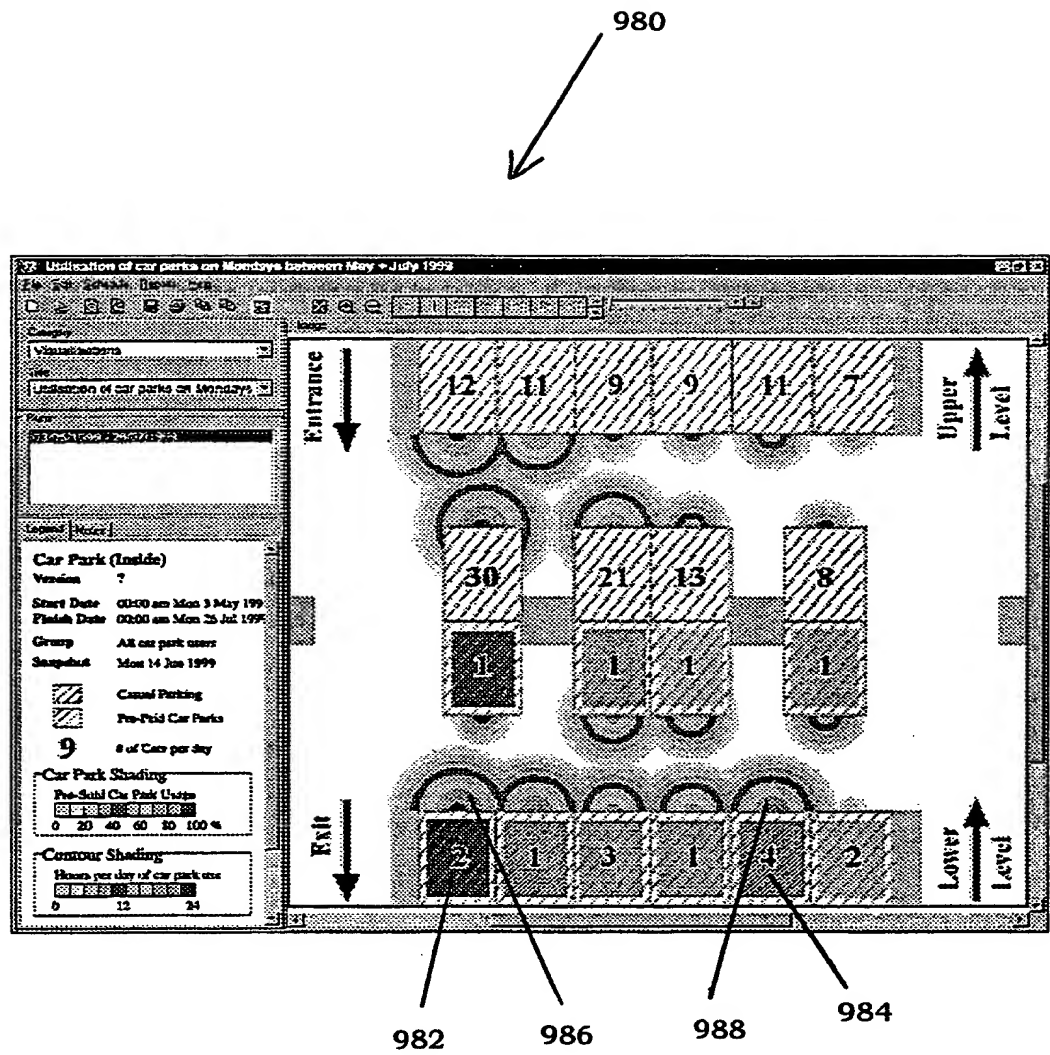 980
Utilisation of car parks on Mondays between May + July 1999
Category
Visualisations
Utilisation of car parks on Mondays
Legend Notes
Car Park (Inside)
Version ?
Start Date 00:00 am Mon 3 May 199
Finish Date 00:00 am Mon 26 Jul 199
Group All car park users
Snapshot Mon 14 Jun 1999
Casual Parking
Pre-Paid Car Parks
9 # of Cars per day
Car Park Shading
Pre-Sold Car Park Usage
0 20 40 60 80 100 %
Contour Shading
Hours per day of car park use
0 12 24
Entrance
12 11 9 9 11 7
Upper
Level
30 21 13 8
1 1 1 1
Exit
2 1 3 1 4 2
Lower
Level
982 986 988 984